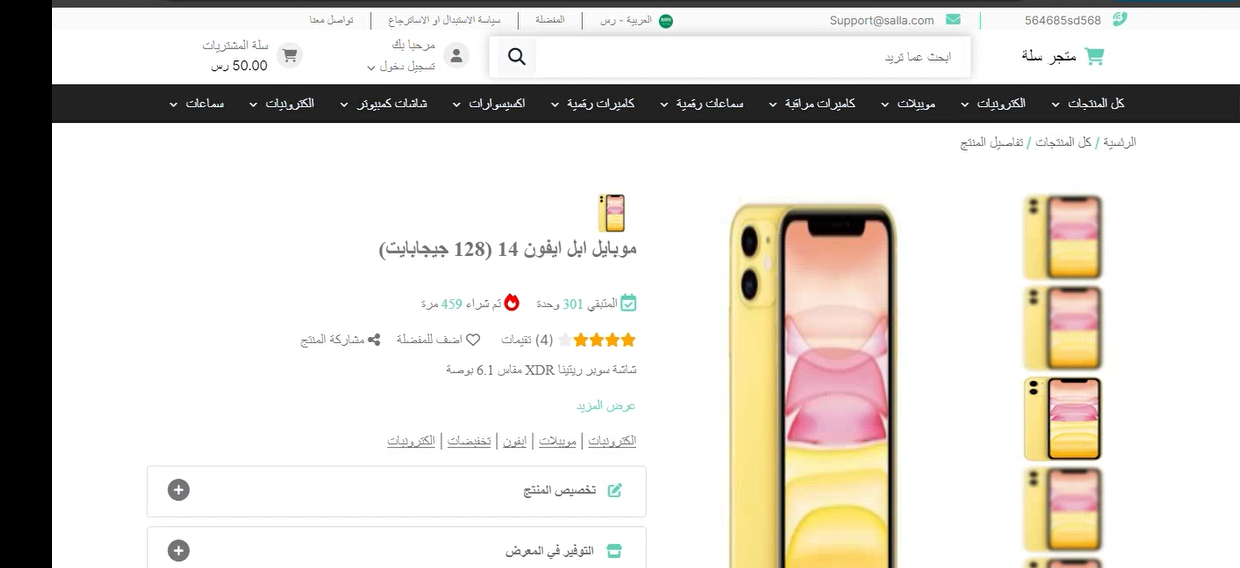 564685sd568
Support@salla.com
العربية - رس
المفضلة
سياسة الاستبدال او الاسترجاع
تواصل معنا
متجر سلة
ابحث عما تريد
مرحبا بك
تسجيل دخول
سلة المشتريات
50.00 رس
كل المنتجات
الكترونيات
موبيلات
كاميرات مراقبة
سماعات رقمية
كاميرات رقمية
اكسيسوارات
شاشات كمبيوتر
الكترونيات
سماعات
الرئسية / كل المنتجات / تفاصيل المنتج
موبايل ابل ايفون 14 (128 جيجابايت)
المتبقي 301 وحدة
تم شراء 459 مرة
(4) تقيمات
اضف للمفضلة
مشاركة المنتج
شاشة سوبر ريتينا XDR مقاس 6.1 بوصة
عرض المزيد
الكترونيات | موبيلات | ايفون | تخفيضات | الكترونيات
تخصيص المنتج
التوفير في المعرض